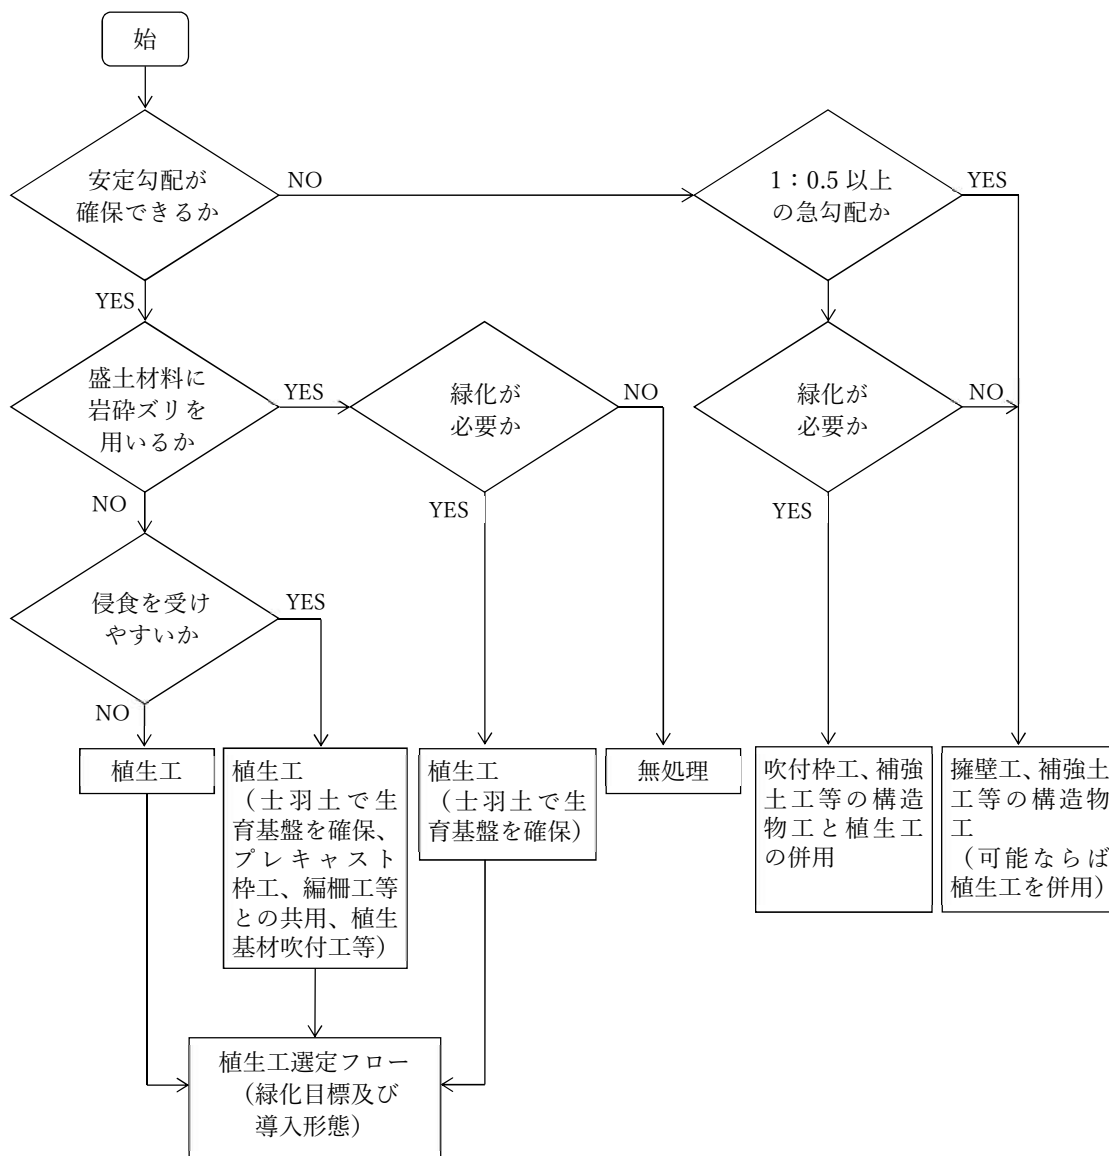 始
安定勾配が
確保できるか
NO
1：0.5 以上
の急勾配か
YES
YES
盛土材料に
岩砕ズリを
用いるか
YES
緑化が
必要か
NO
緑化が
必要か
NO
NO
YES
YES
侵食を受け
やすいか
YES
NO
植生工
植生工
（士羽土で生
育基盤を確保、
プレキャスト
枠工、編柵工等
との共用、植生
基材吹付工等）
植生工
（士羽土で生
育基盤を確保）
無処理
吹付枠工、補強
土工等の構造
物工と植生工
の併用
擁壁工、補強土
工等の構造物
工
（可能ならば
植生工を併用）
植生工選定フロー
（緑化目標及び
導入形態）